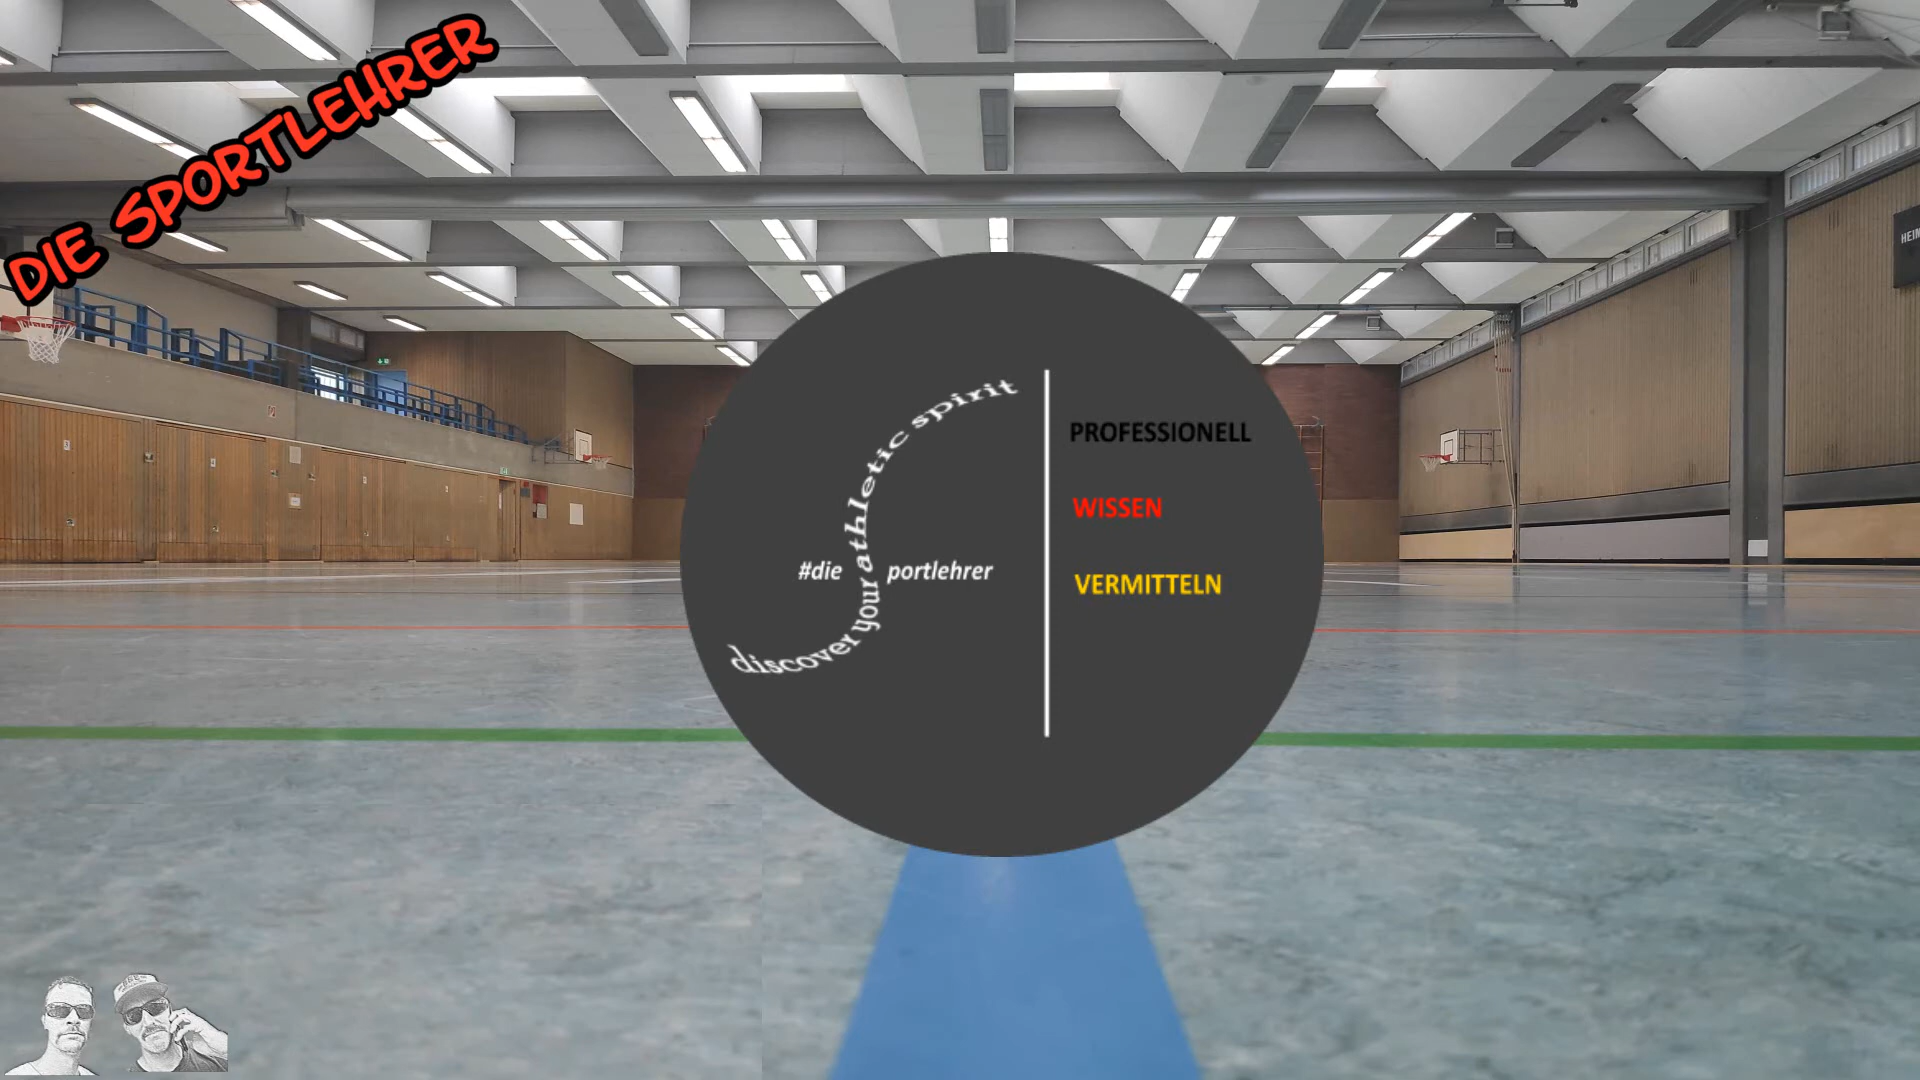 DIE SPORTLEHRER
discover your athletic spirit
#die portlehrer
PROFESSIONELL
WISSEN
VERMITTELN